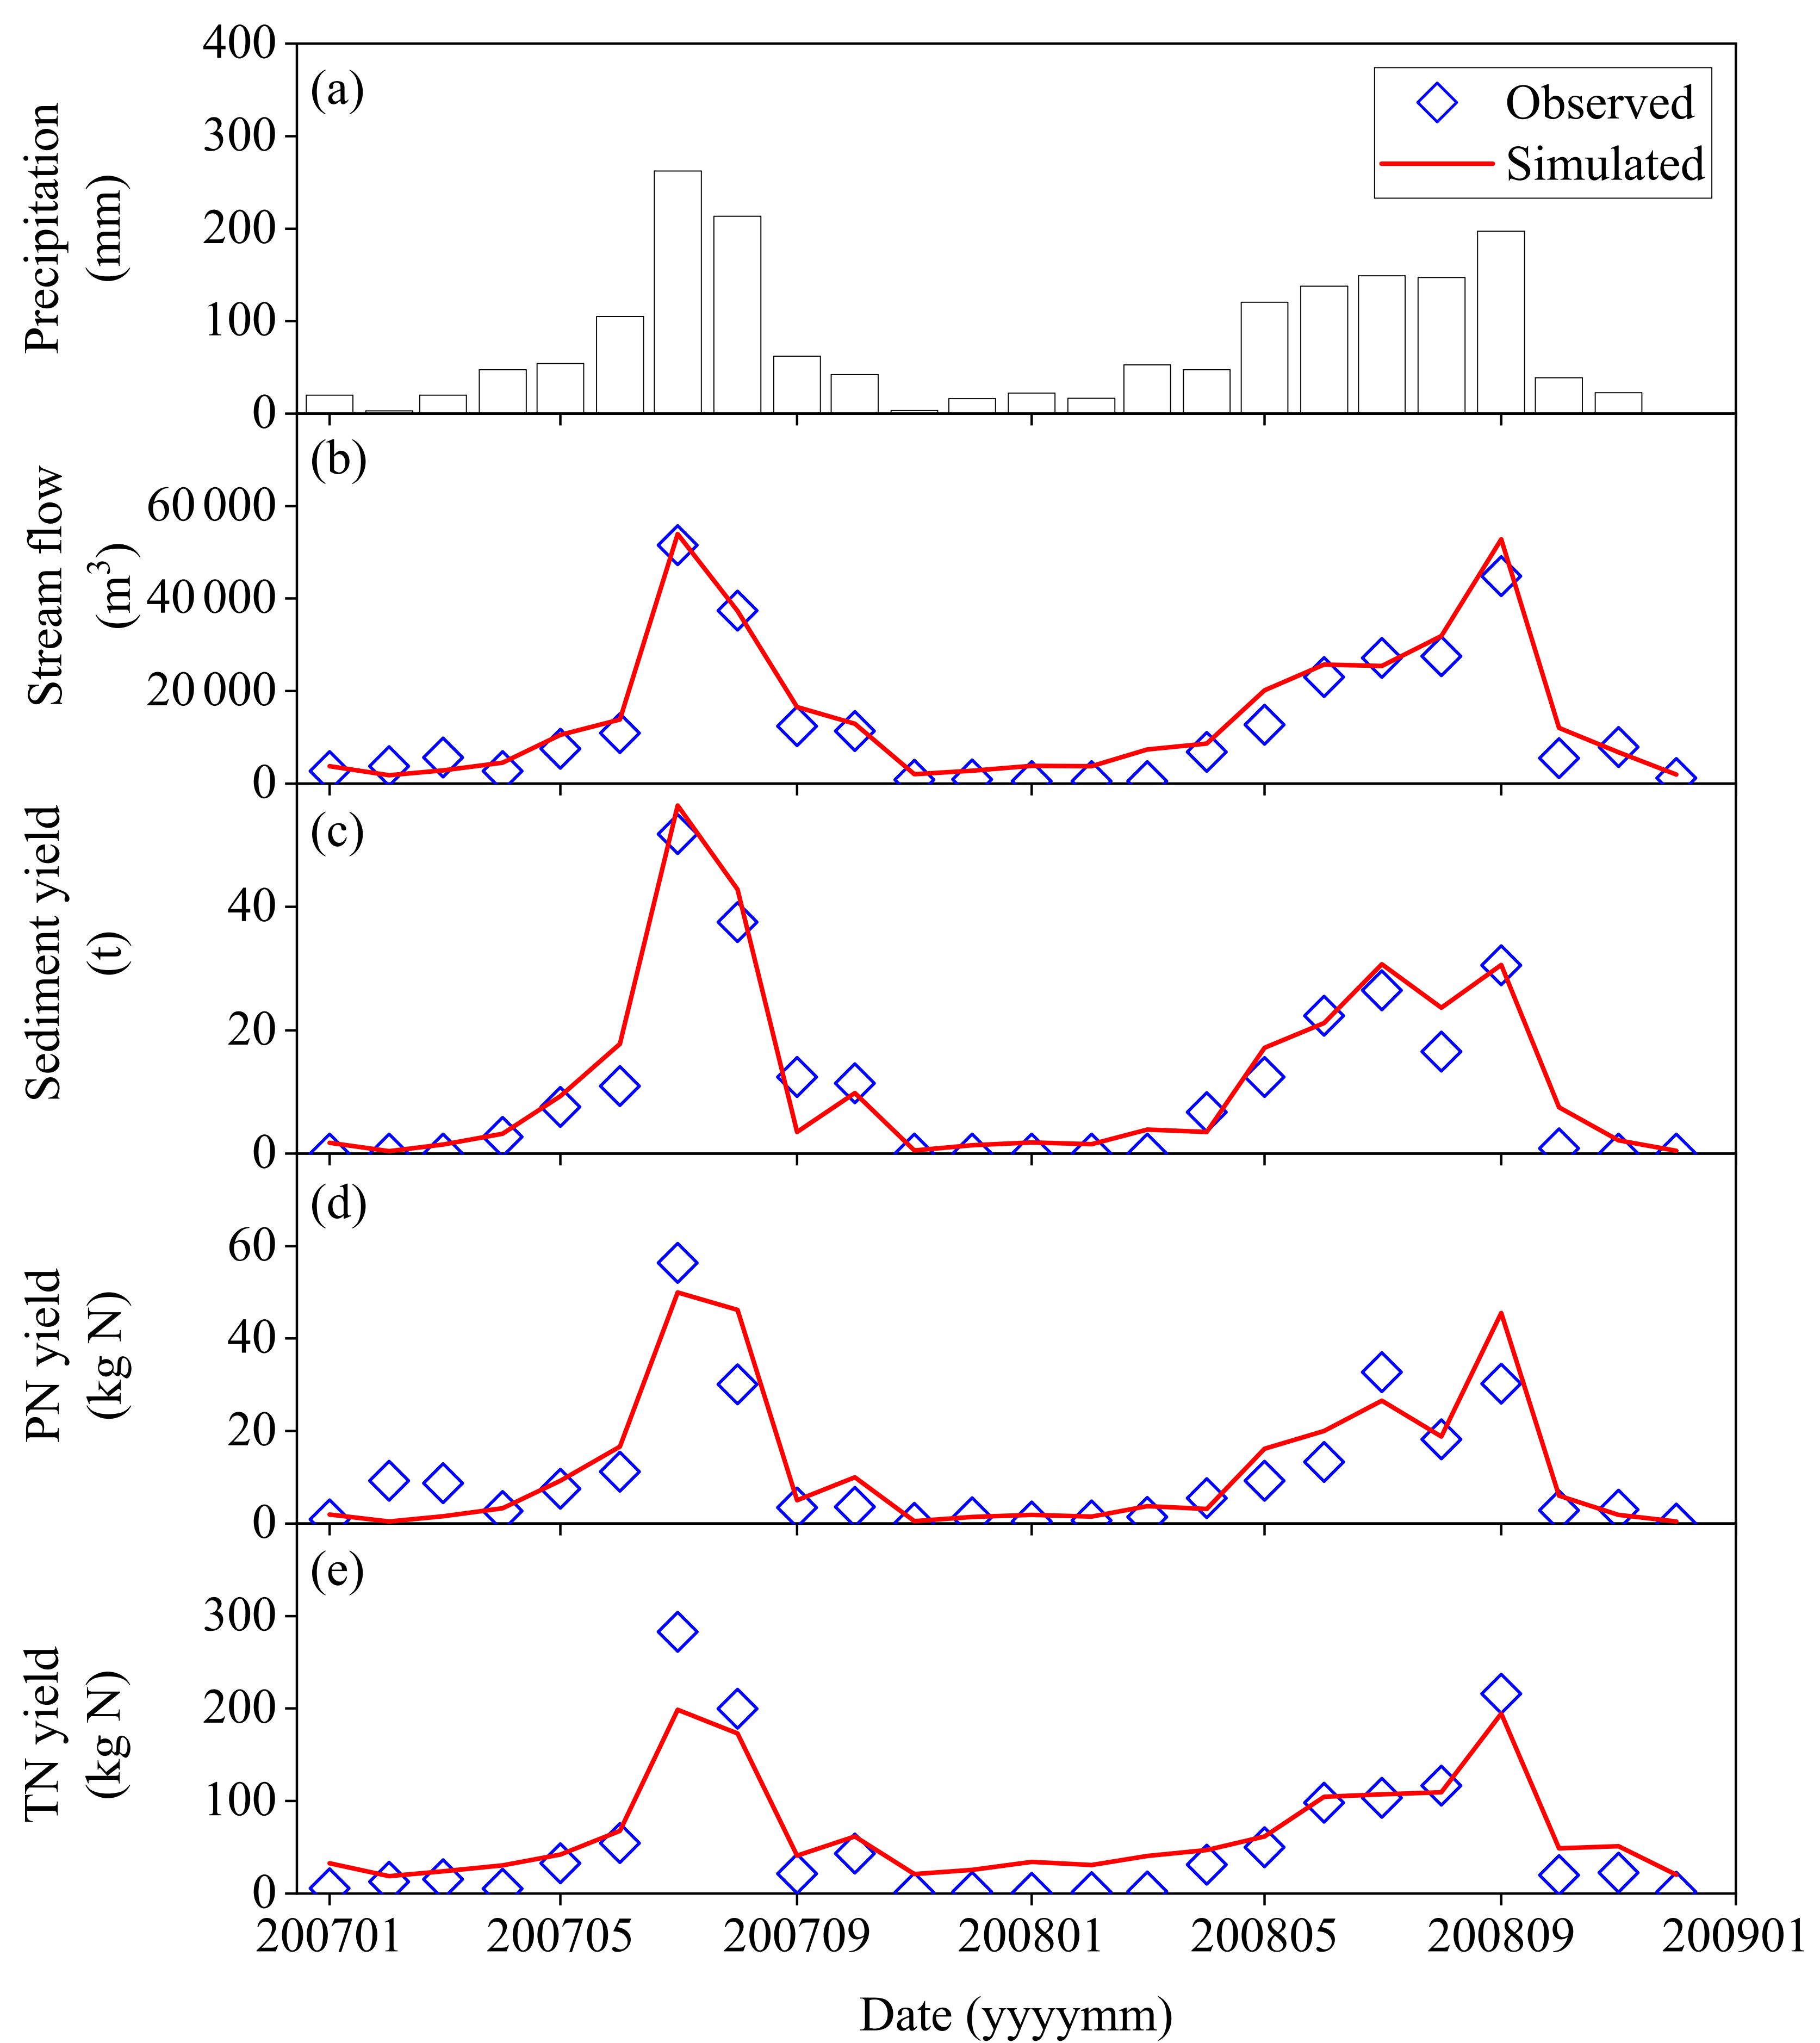 400
300
200
100
0
Precipitation
(mm)
(a)
Observed
Simulated
60 000
40 000
20 000
0
Stream flow
(m³)
(b)
40
20
0
Sediment yield
(t)
(c)
60
40
20
0
PN yield
(kg N)
(d)
300
200
100
0
TN yield
(kg N)
(e)
200701 200705 200709 200801 200805 200809 200901
Date (yyyymm)